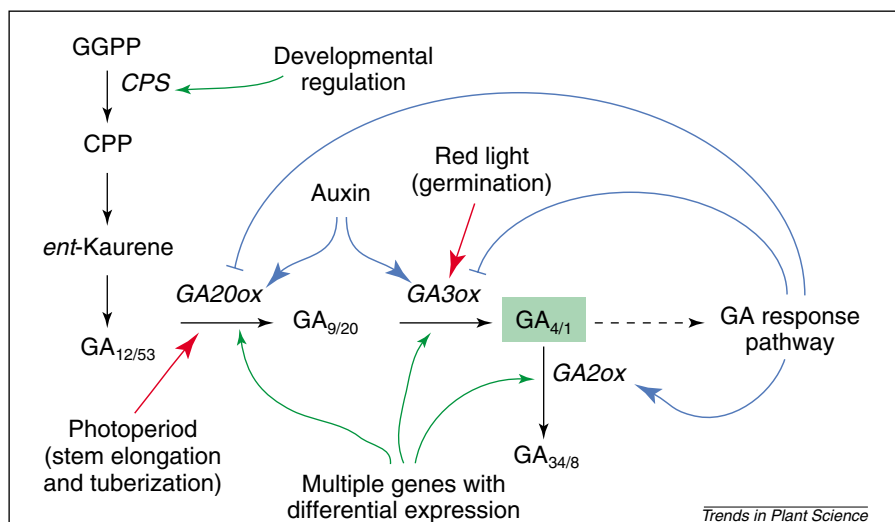 GGPP
CPS
Developmental
regulation
CPP
Red light
(germination)
Auxin
ent-Kaurene
GA20ox
GA3ox
GA12/53
GA9/20
GA4/1
GA response
pathway
GA2ox
Photoperiod
(stem elongation
and tuberization)
GA34/8
Multiple genes with
differential expression
Trends in Plant Science